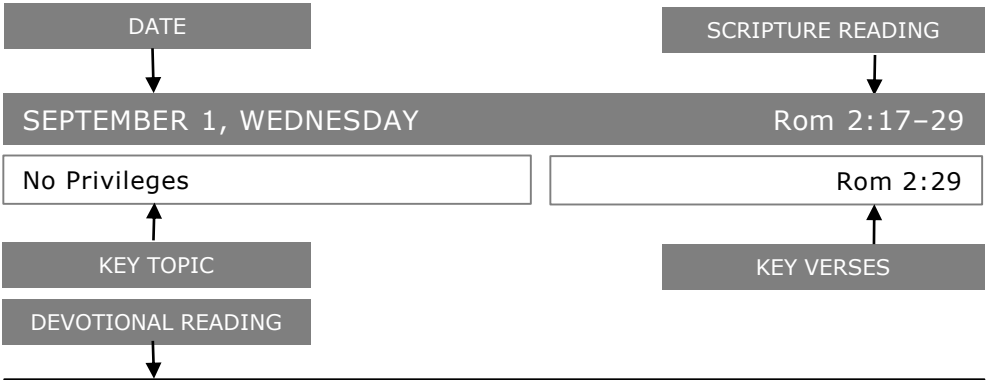 DATE
SCRIPTURE READING
SEPTEMBER 1, WEDNESDAY Rom 2:17–29
No Privileges Rom 2:29
KEY TOPIC
KEY VERSES
DEVOTIONAL READING